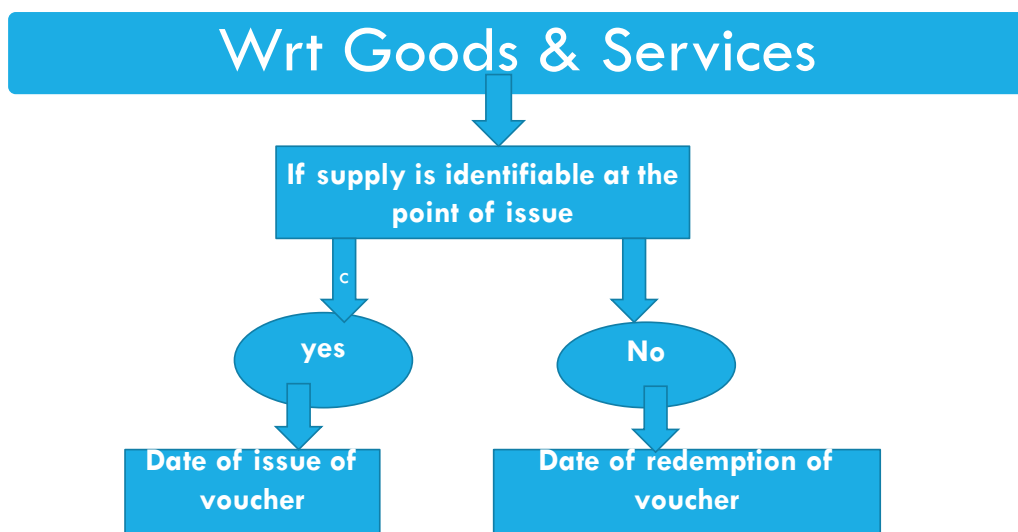 Wrt Goods & Services
If supply is identifiable at the
point of issue
c
yes
No
Date of issue of
voucher
Date of redemption of
voucher